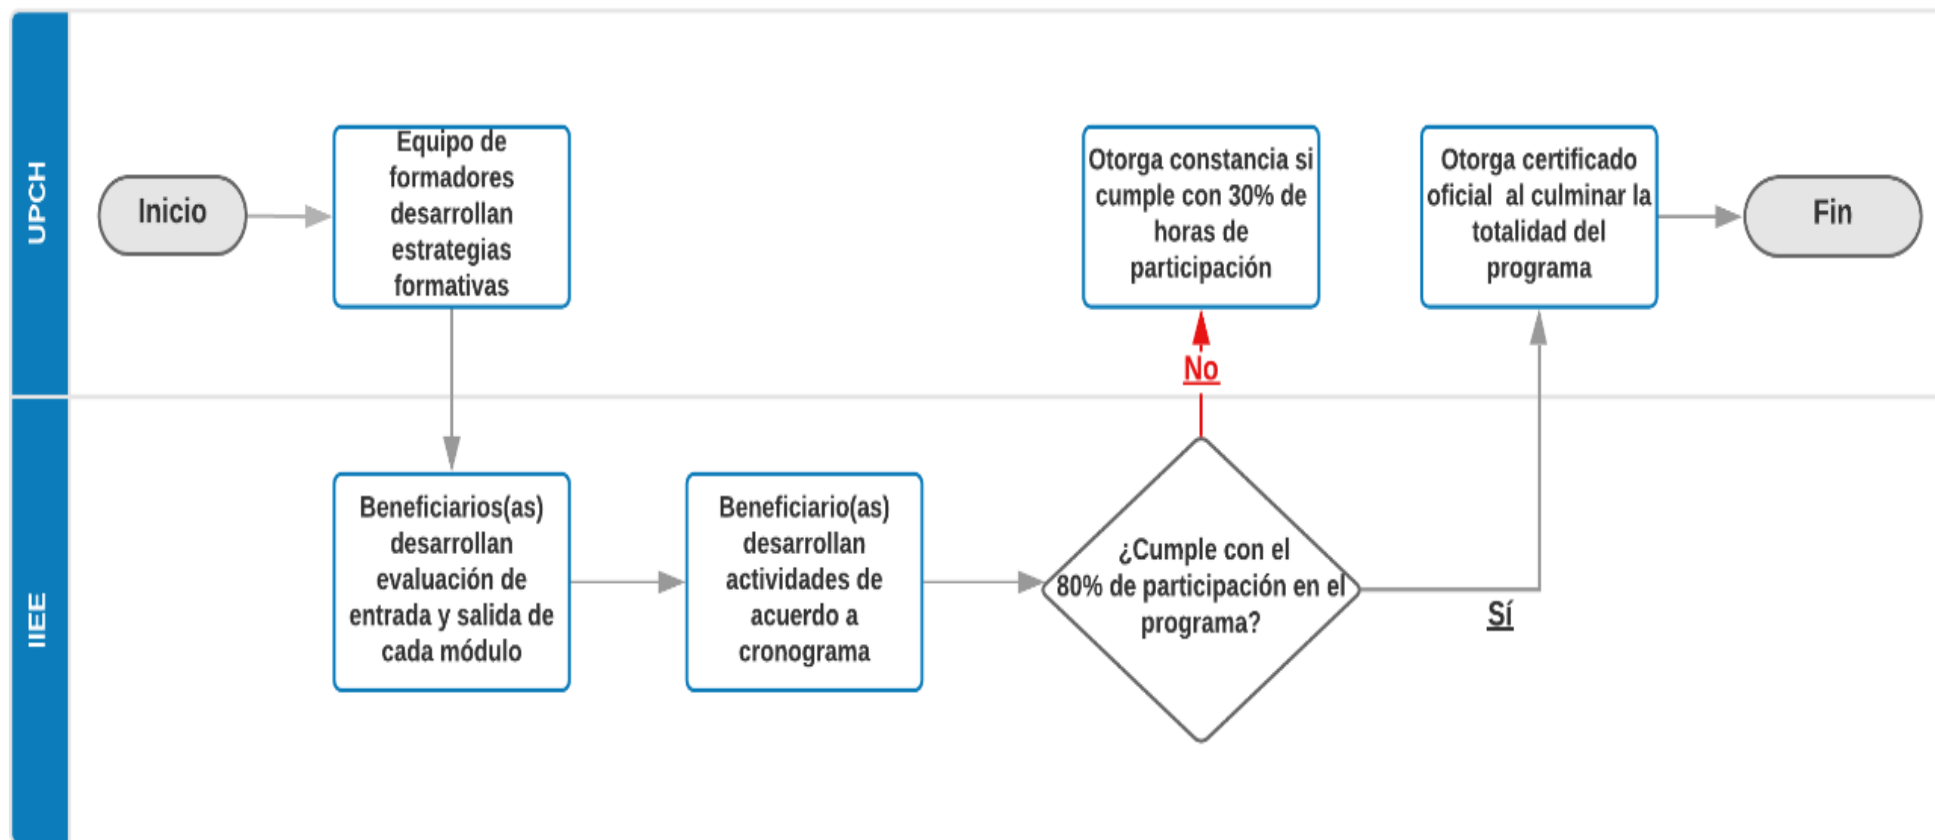 UPCH
Inicio
Equipo de
formadores
desarrollan
estrategias
formativas
Otorga constancia si
cumple con 30% de
horas de
participación
Otorga certificado
oficial al culminar la
totalidad del
programa
Fin
No
IIEE
Beneficiarios(as)
desarrollan
evaluación de
entrada y salida de
cada módulo
Beneficiario(as)
desarrollan
actividades de
acuerdo a
cronograma
¿Cumple con el
80% de participación en el
programa?
Sí